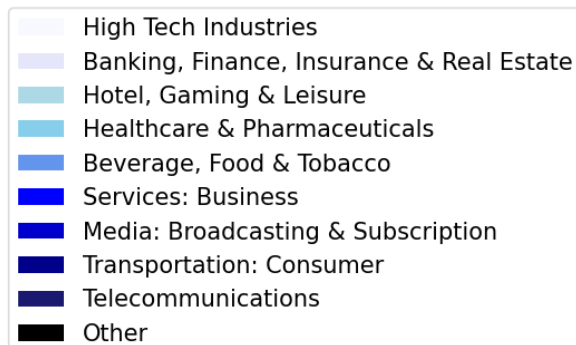 High Tech Industries
Banking, Finance, Insurance & Real Estate
Hotel, Gaming & Leisure
Healthcare & Pharmaceuticals
Beverage, Food & Tobacco
Services: Business
Media: Broadcasting & Subscription
Transportation: Consumer
Telecommunications
Other